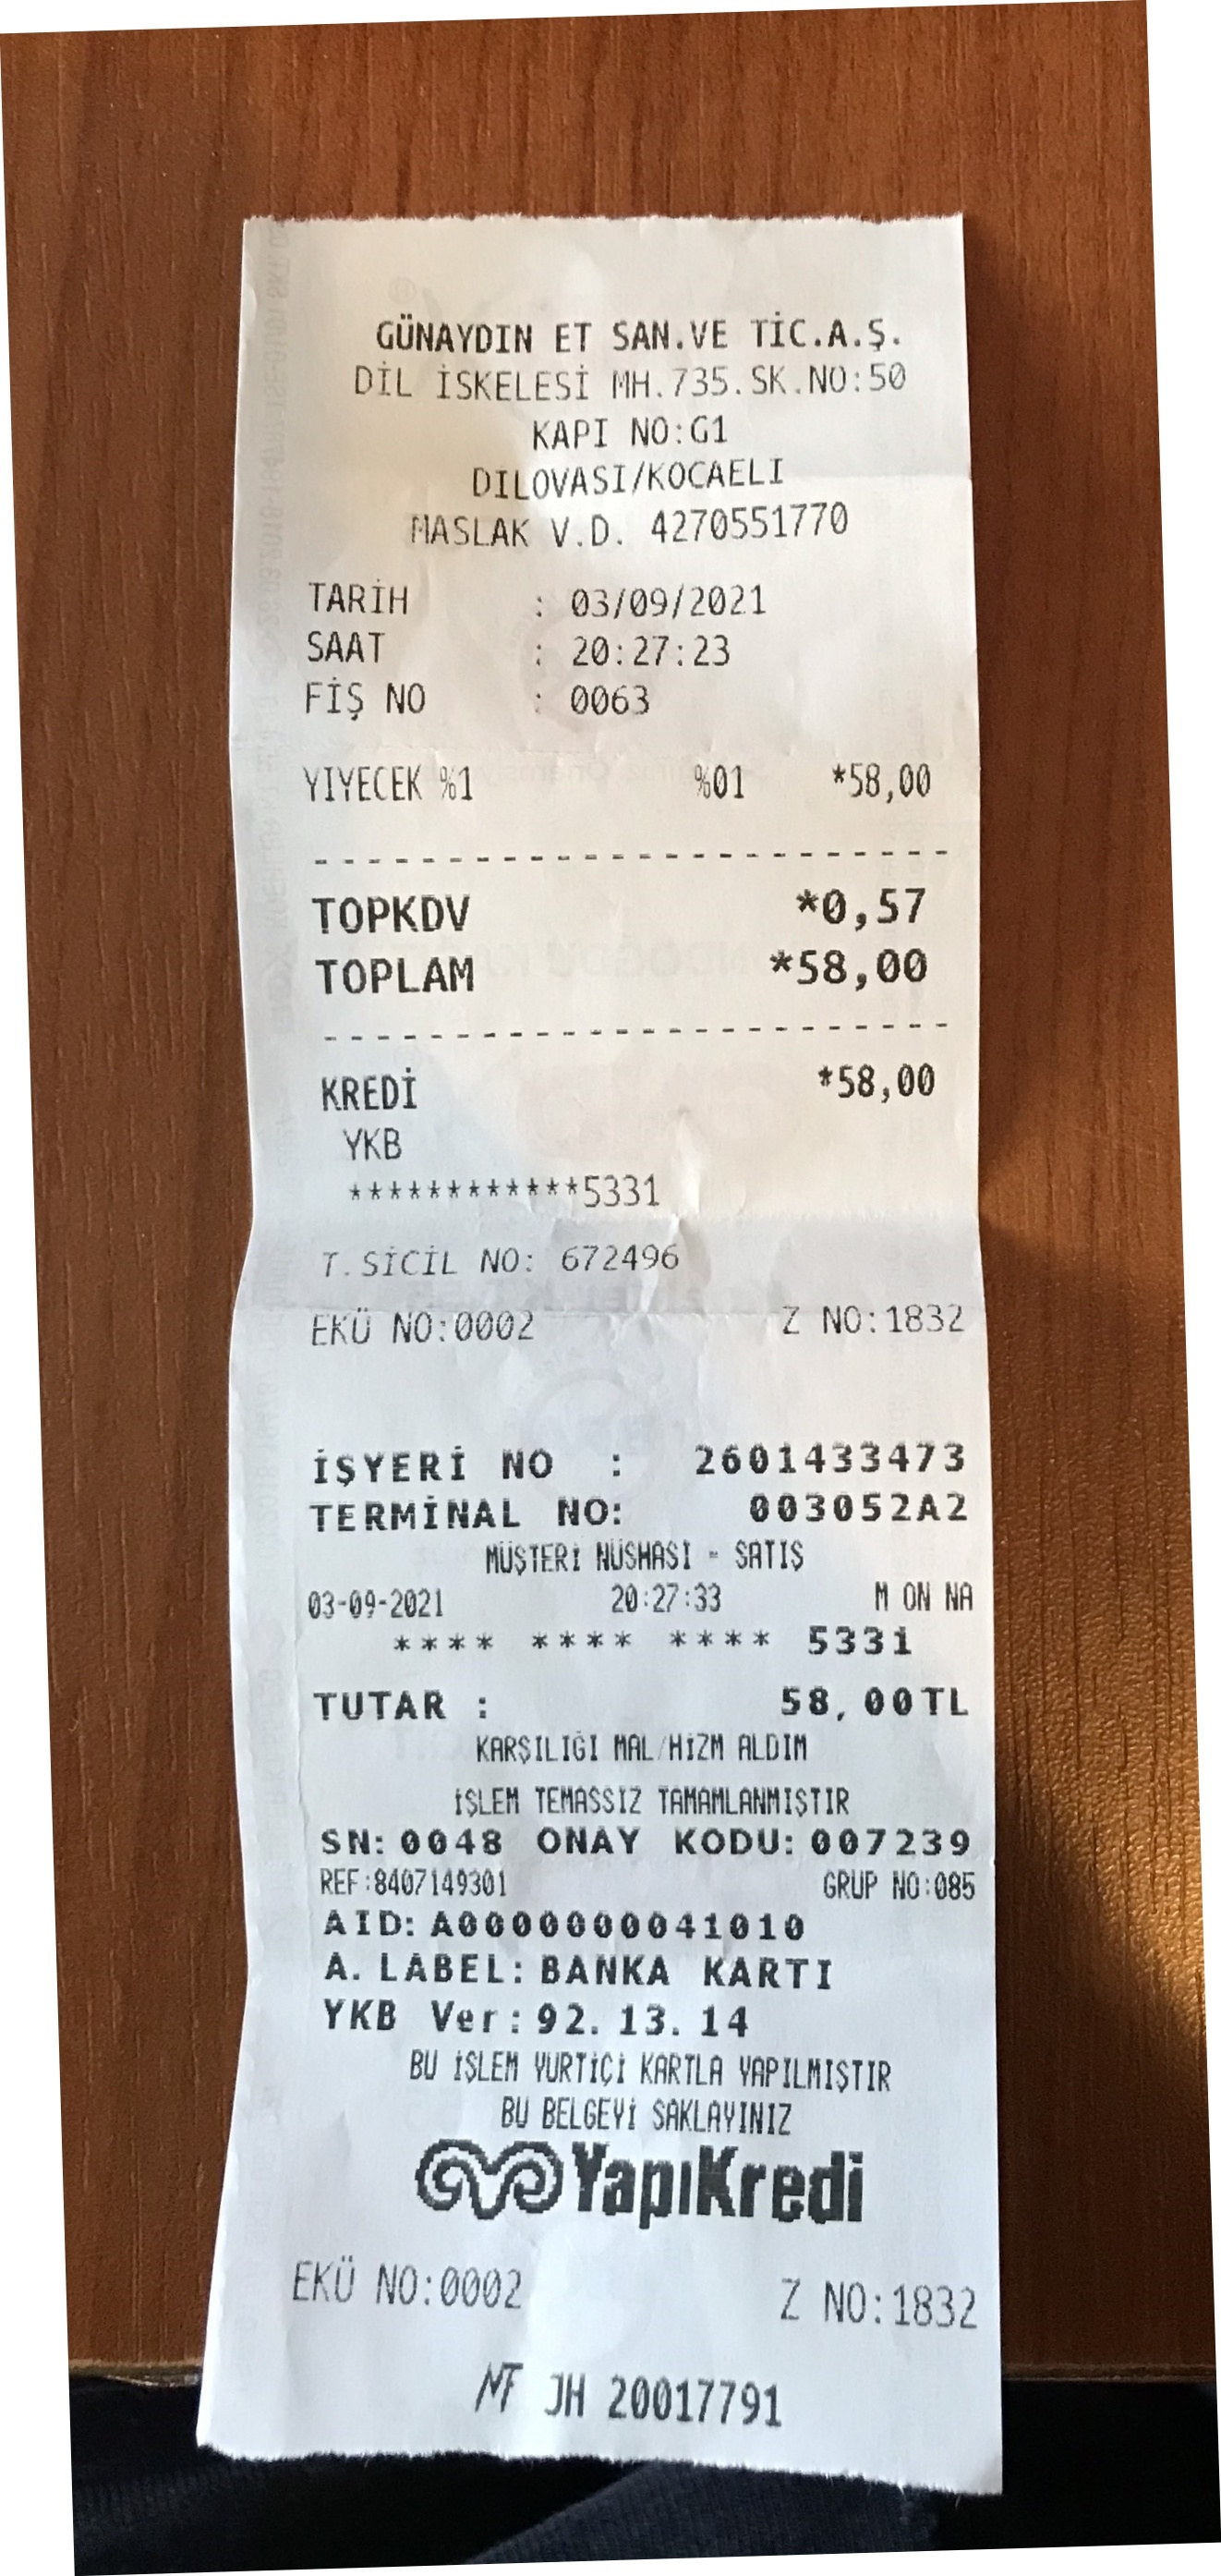 GÜNAYDIN ET SAN.VE TİC.A.Ş.
DİL İSKELESİ MH.735.SK.NO:50
KAPI NO:G1
DILOVASI/KOCAELI
MASLAK V.D. 4270551770
TARİH : 03/09/2021
SAAT : 20:27:23
FİŞ NO : 0063
YIYECEK %1 %01 *58,00
TOPKDV *0,57
TOPLAM *58,00
KREDİ *58,00
YKB
************5331
T.SİCİL NO: 672496
EKÜ NO:0002 Z NO:1832
İŞYERİ NO : 2601433473
TERMİNAL NO: 003052A2
MÜŞTERİ NÜSHASI - SATIŞ
03-09-2021 20:27:33 M ON NA
**** **** **** 5331
TUTAR : 58,00TL
KARŞILIĞI MAL/HİZM ALDIM
İŞLEM TEMASSIZ TAMAMLANMIŞTIR
SN: 0048 ONAY KODU: 007239
REF:8407149301 GRUP NO:085
AID: A0000000041010
A. LABEL: BANKA KARTI
YKB Ver: 92.13.14
BU İŞLEM YURTİÇİ KARTLA YAPILMIŞTIR
BU BELGEYİ SAKLAYINIZ
YapıKredi
EKÜ NO:0002 Z NO:1832
MF JH 20017791